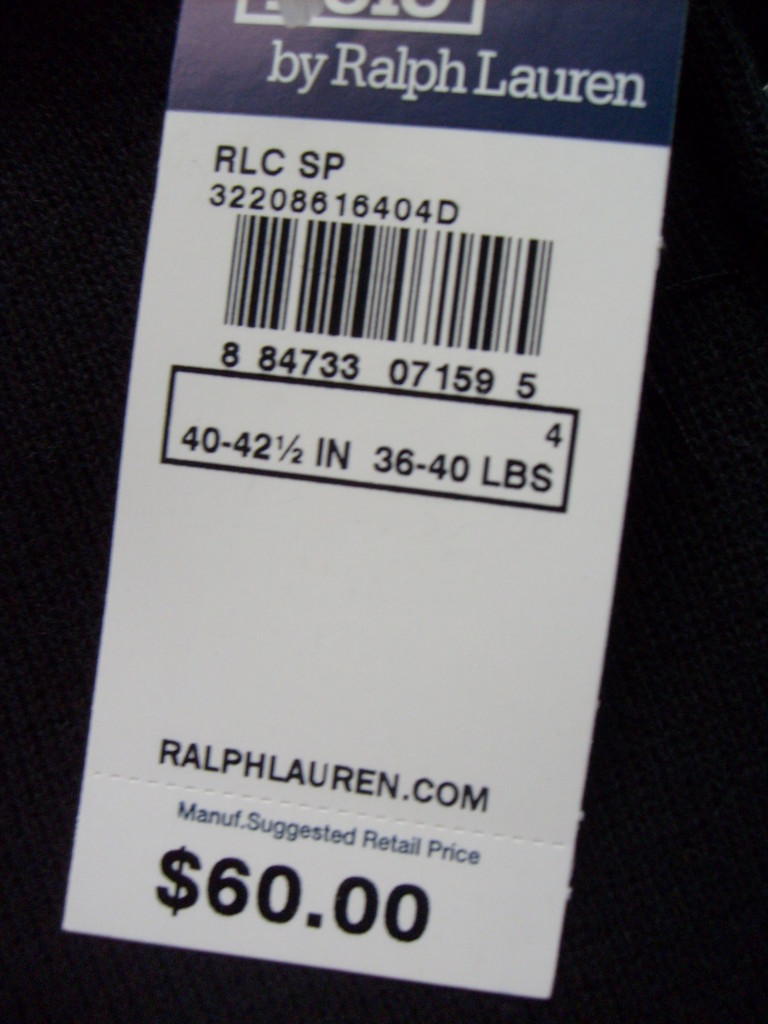 by Ralph Lauren
RLC SP
32208616404D
8 84733 07159 5
4
40-42½ IN 36-40 LBS
RALPHLAUREN.COM
Manuf.Suggested Retail Price
$60.00